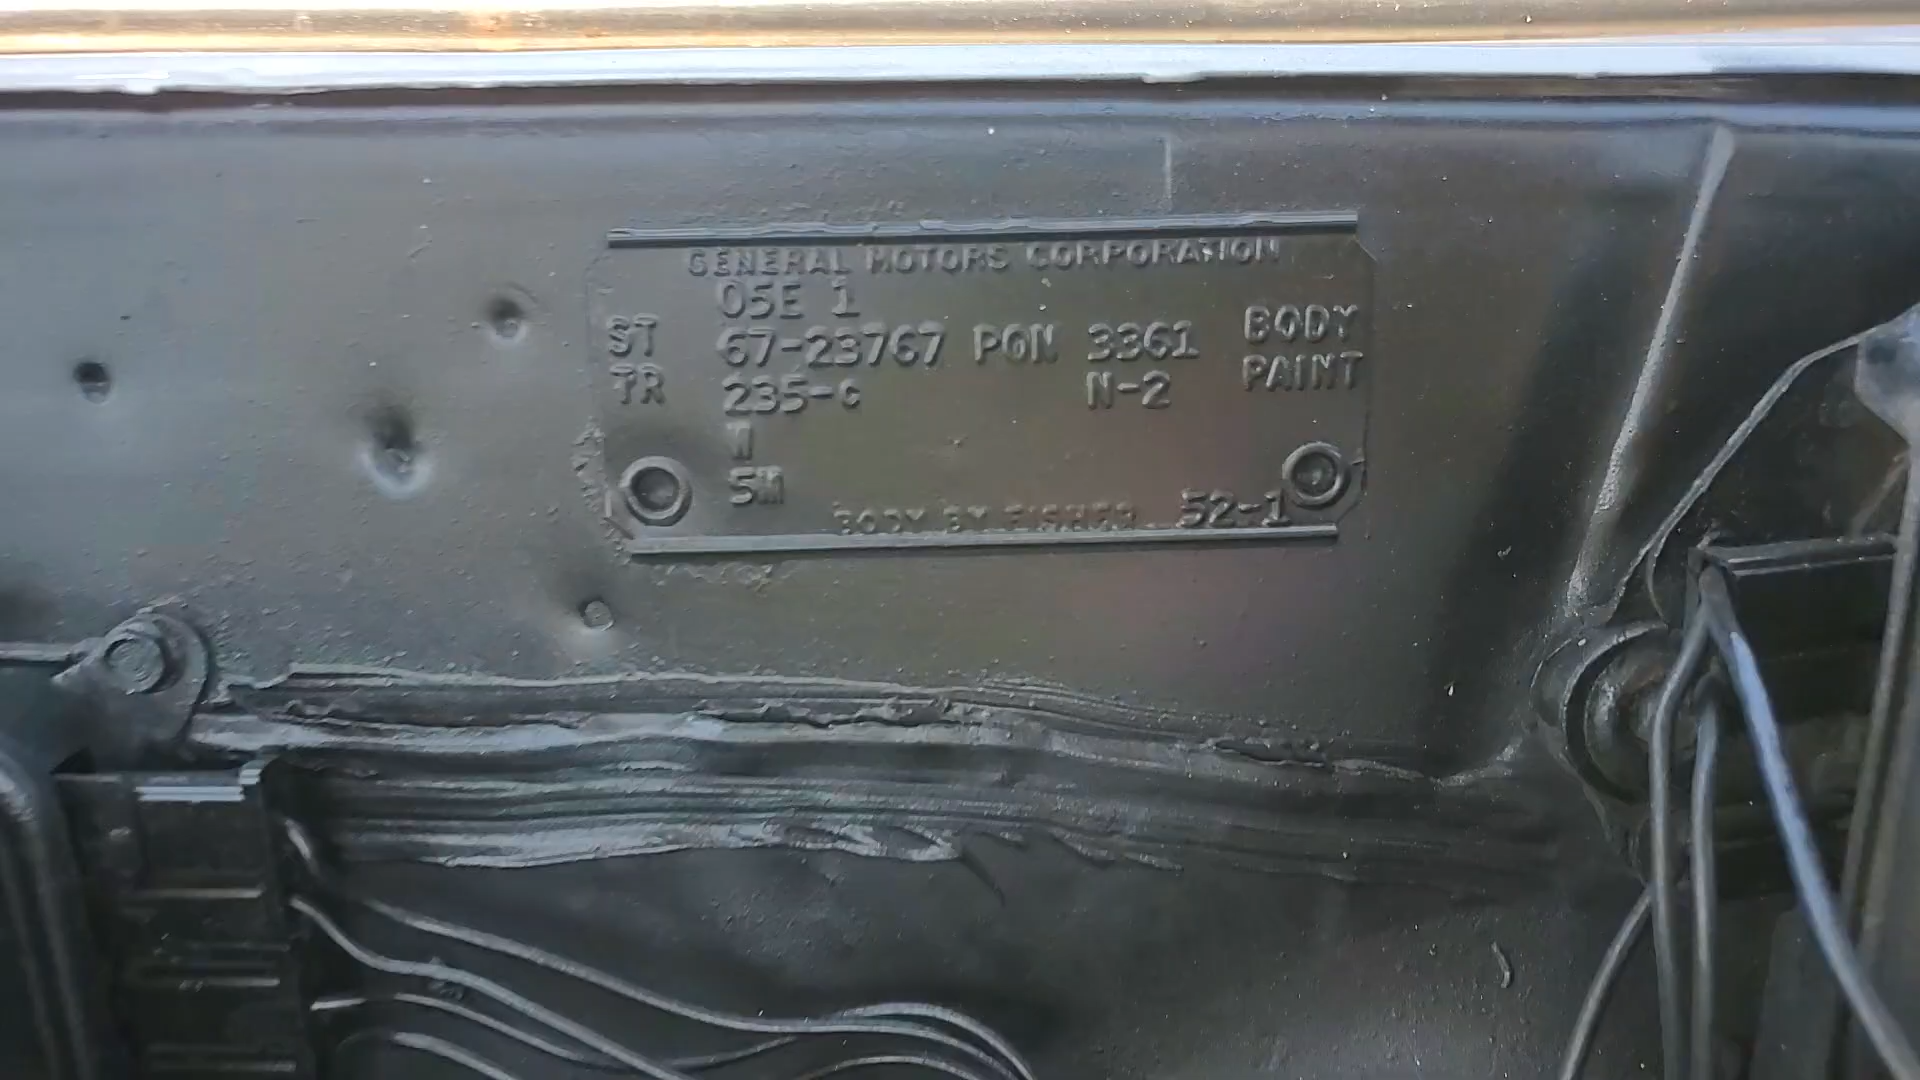 GENERAL MOTORS CORPORATION
05E 1
ST 67-23767 PON 3361 BODY
TR 235-C N-2 PAINT
W
5W
BODY BY FISHER 52-1